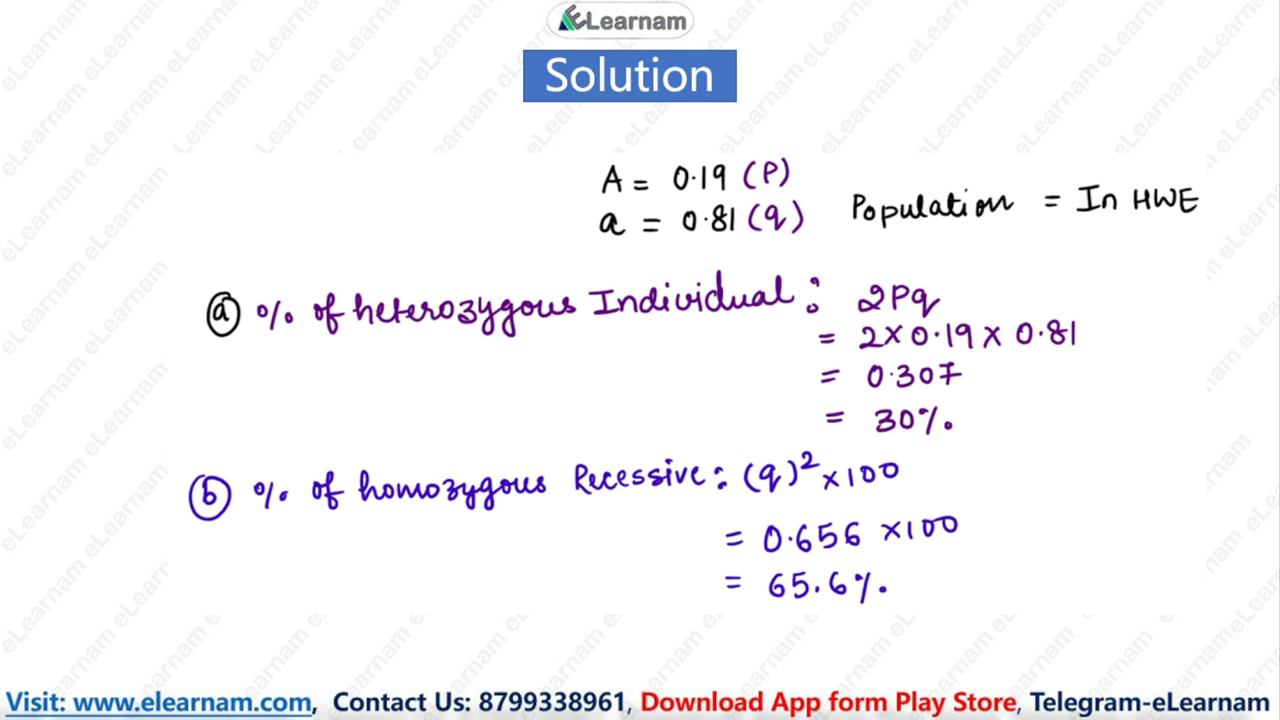 eLearnam
Solution
A = 0.19 (P)
a = 0.81 (q)
Population = In HWE
(a) % of heterozygous Individual : 2Pq
= 2 × 0.19 × 0.81
= 0.307
= 30%.
(b) % of homozygous Recessive : (q)² × 100
= 0.656 × 100
= 65.6%.
Visit: www.elearnam.com, Contact Us: 8799338961, Download App form Play Store, Telegram-eLearnam